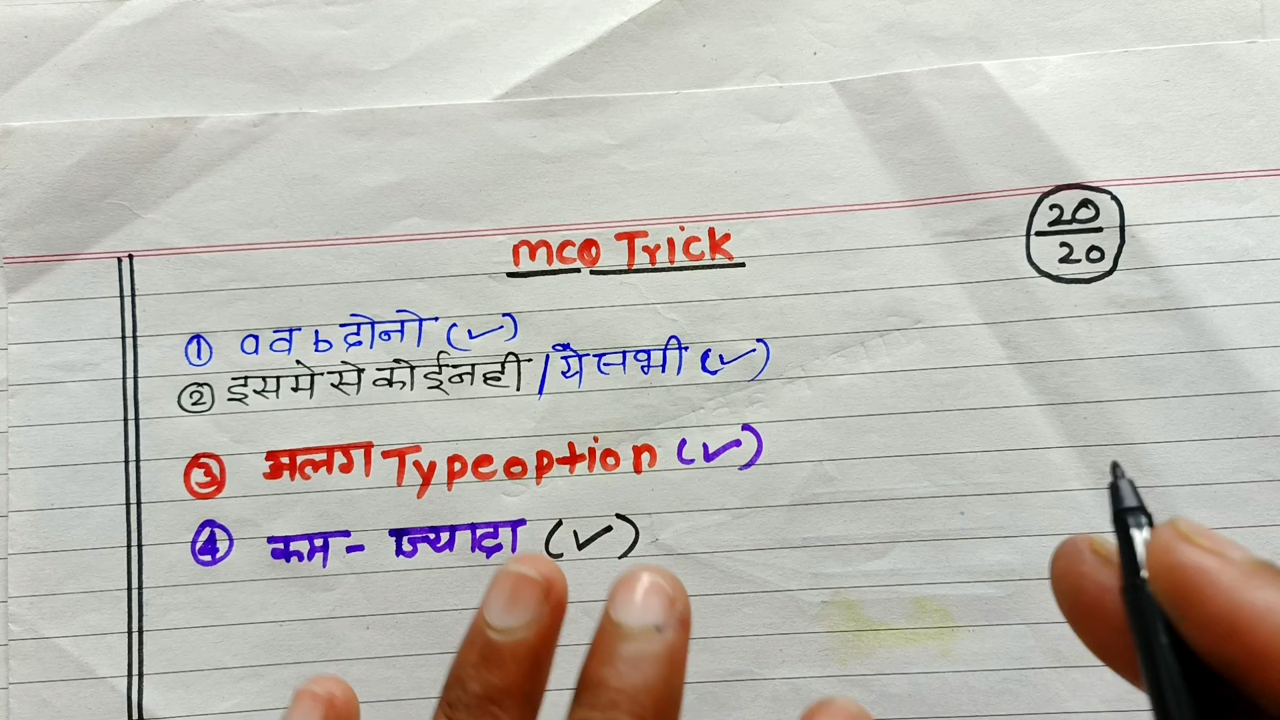 mcq Trick
20
20
① a व b दोनो (✓)
② इसमे से कोई नही / ये सभी (✓)
③ अलग Type option (✓)
④ कम - ज्यादा (✓)